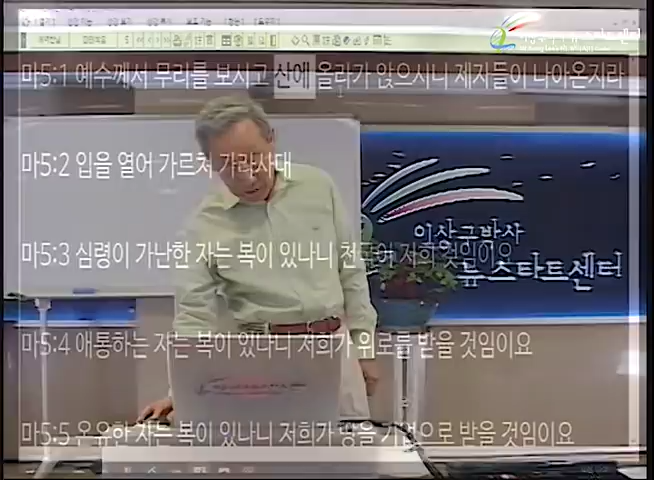 마5:1 예수께서 무리를 보시고 산에 올라가 앉으시니 제자들이 나아온지라
마5:2 입을 열어 가르쳐 가라사대
마5:3 심령이 가난한 자는 복이 있나니 천국이 저희 것임이요
이상구박사
뉴스타트센터
마5:4 애통하는 자는 복이 있나니 저희가 위로를 받을 것임이요
마5:5 온유한 자는 복이 있나니 저희가 땅을 기업으로 받을 것임이요